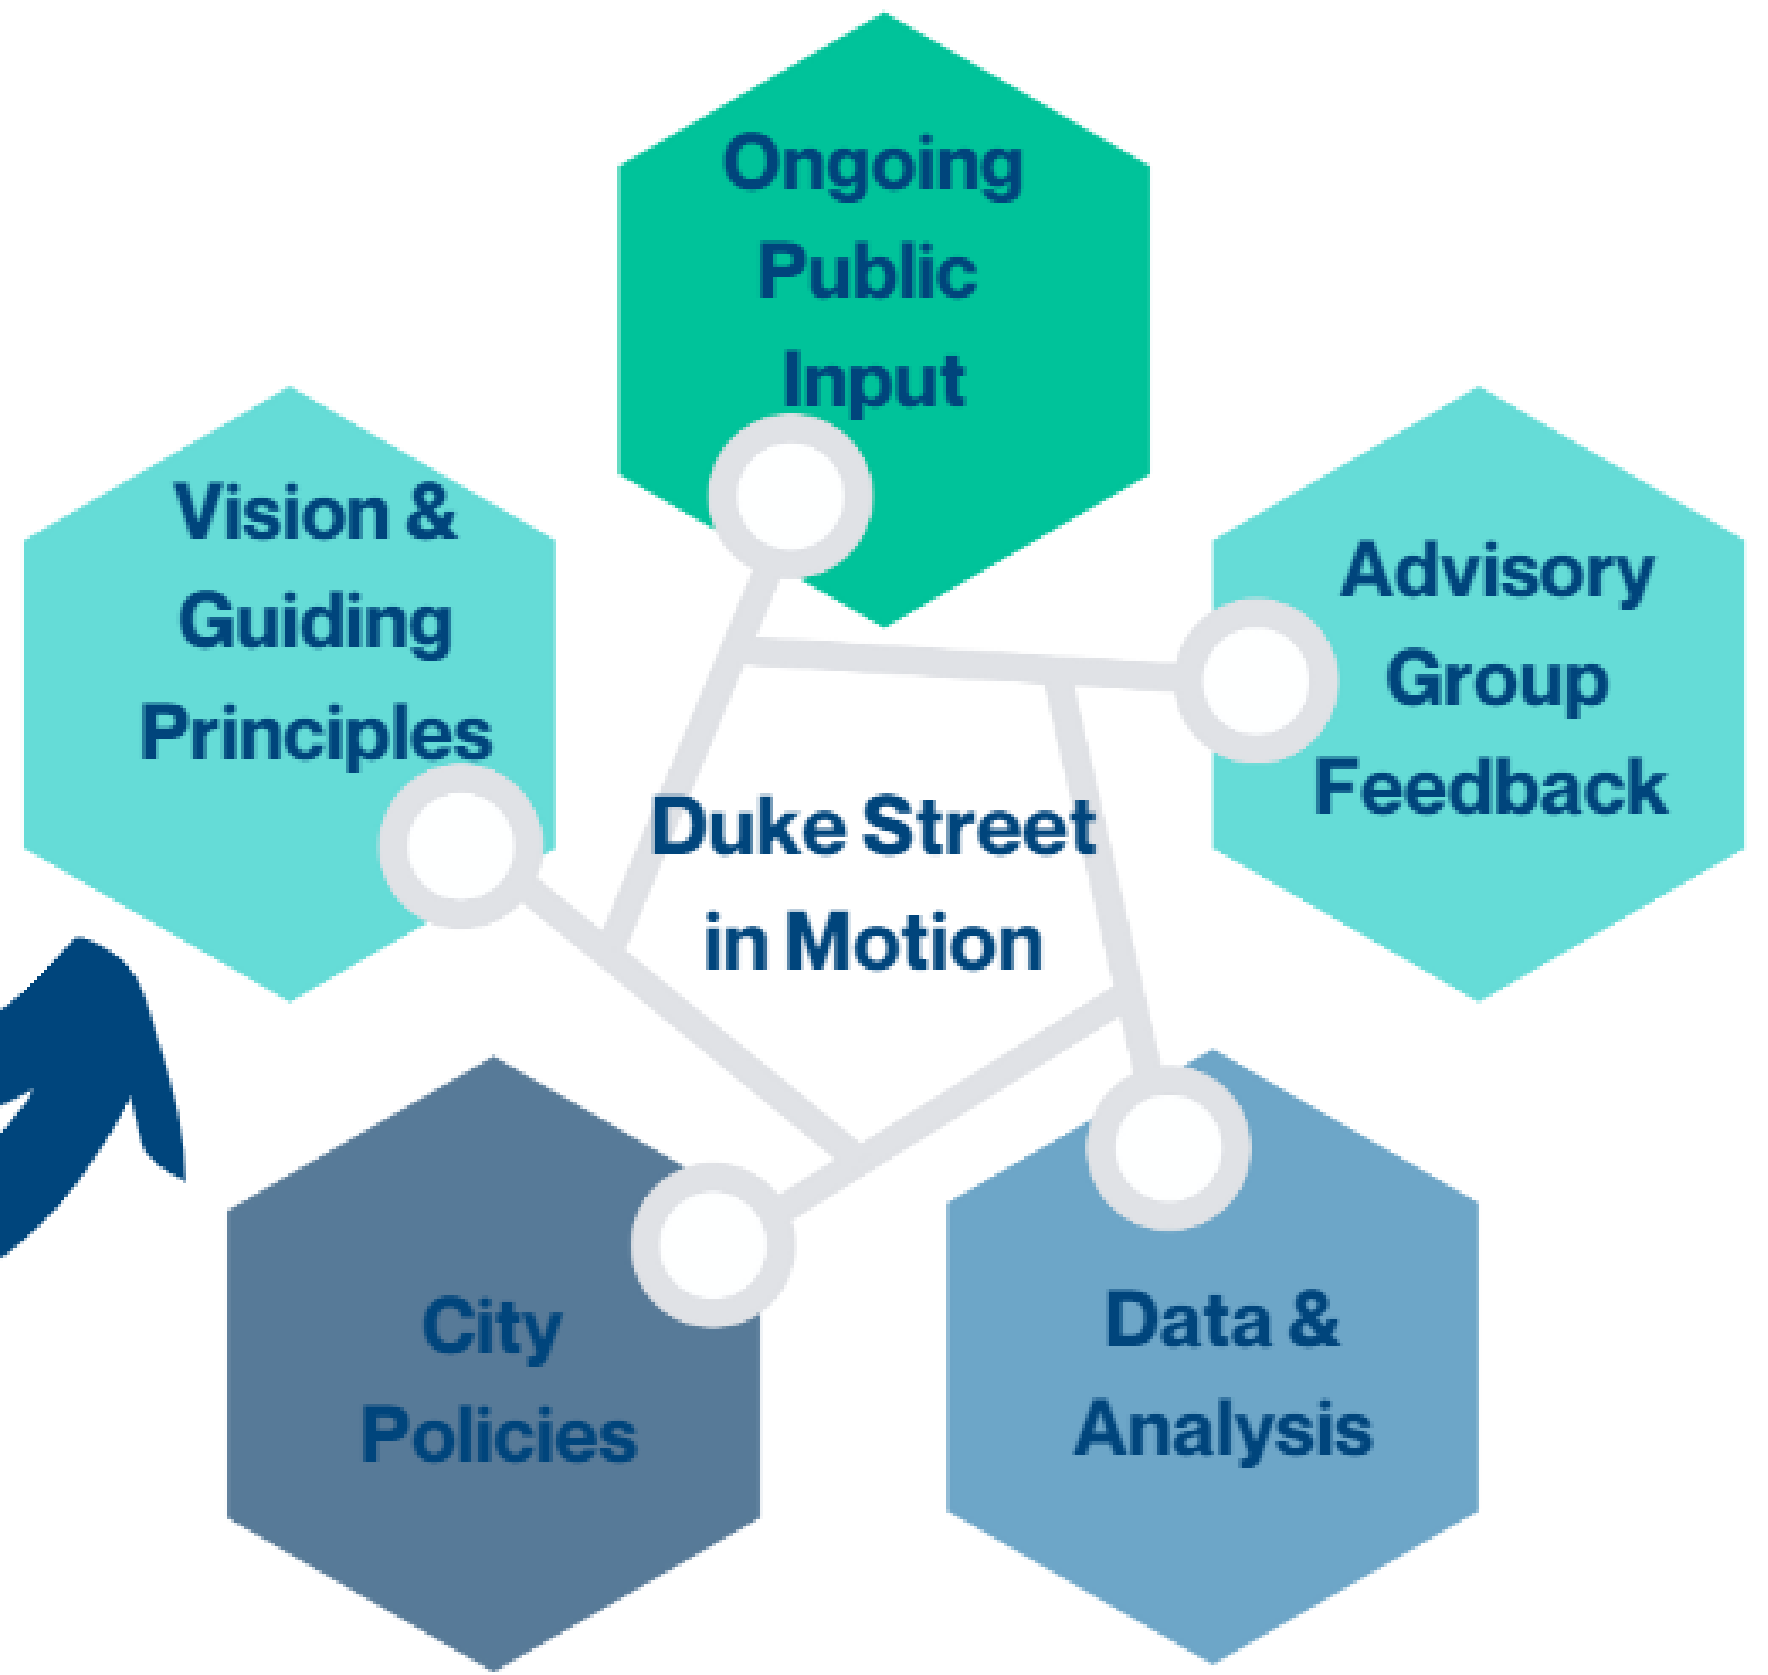 Ongoing
Public
Input
Vision &
Guiding
Principles
Advisory
Group
Feedback
Duke Street
in Motion
City
Policies
Data &
Analysis